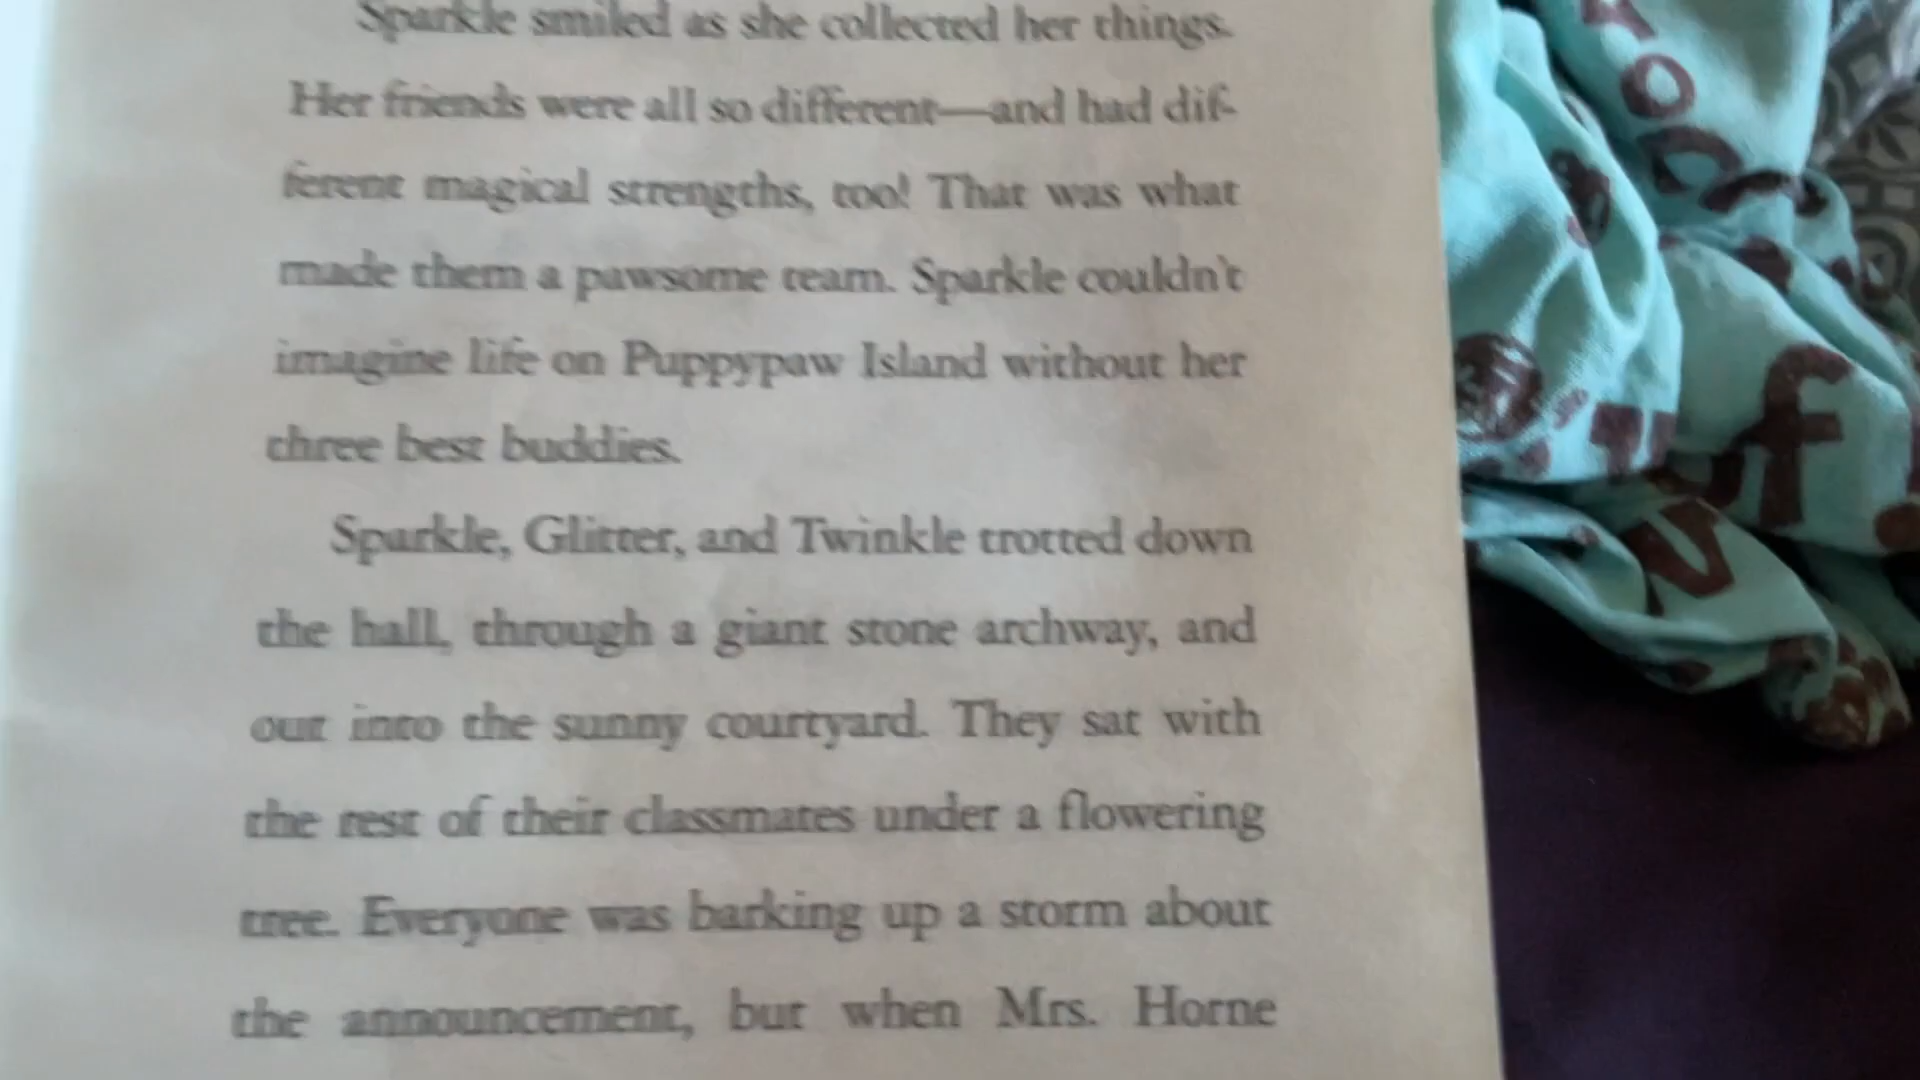 Sparkle smiled as she collected her things.
Her friends were all so different—and had dif-
ferent magical strengths, too! That was what
made them a pawsome team. Sparkle couldn't
imagine life on Puppypaw Island without her
three best buddies.
Sparkle, Glitter, and Twinkle trotted down
the hall, through a giant stone archway, and
out into the sunny courtyard. They sat with
the rest of their classmates under a flowering
tree. Everyone was barking up a storm about
the announcement, but when Mrs. Horne